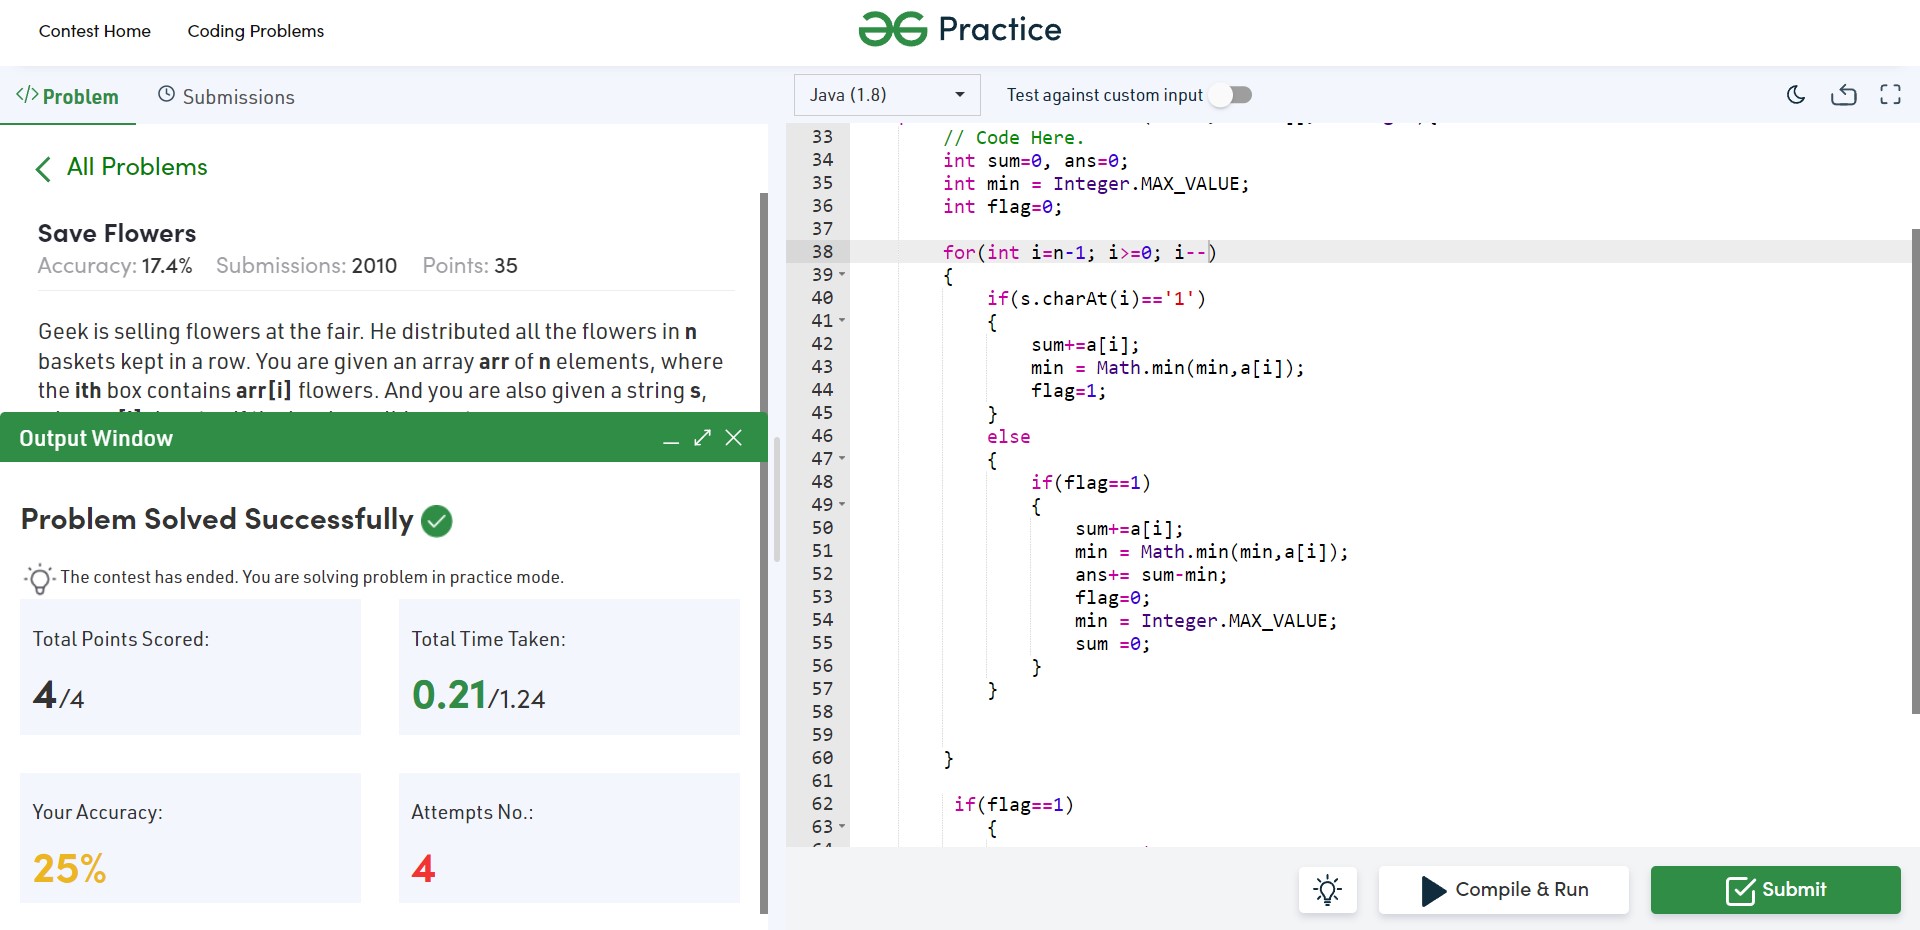 Contest Home
Coding Problems
Practice
Problem
Submissions
Java (1.8)
Test against custom input
All Problems
Save Flowers
Accuracy: 17.4% Submissions: 2010 Points: 35
Geek is selling flowers at the fair. He distributed all the flowers in n
baskets kept in a row. You are given an array arr of n elements, where
the ith box contains arr[i] flowers. And you are also given a string s,
Output Window
Problem Solved Successfully
The contest has ended. You are solving problem in practice mode.
Total Points Scored:
4/4
Total Time Taken:
0.21/1.24
Your Accuracy:
25%
Attempts No.:
4
33 // Code Here.
34 int sum=0, ans=0;
35 int min = Integer.MAX_VALUE;
36 int flag=0;
37
38 for(int i=n-1; i>=0; i--)
39 {
40 if(s.charAt(i)=='1')
41 {
42 sum+=a[i];
43 min = Math.min(min,a[i]);
44 flag=1;
45 }
46 else
47 {
48 if(flag==1)
49 {
50 sum+=a[i];
51 min = Math.min(min,a[i]);
52 ans+= sum-min;
53 flag=0;
54 min = Integer.MAX_VALUE;
55 sum =0;
56 }
57 }
58
59
60 }
61
62 if(flag==1)
63 {
Compile & Run
Submit